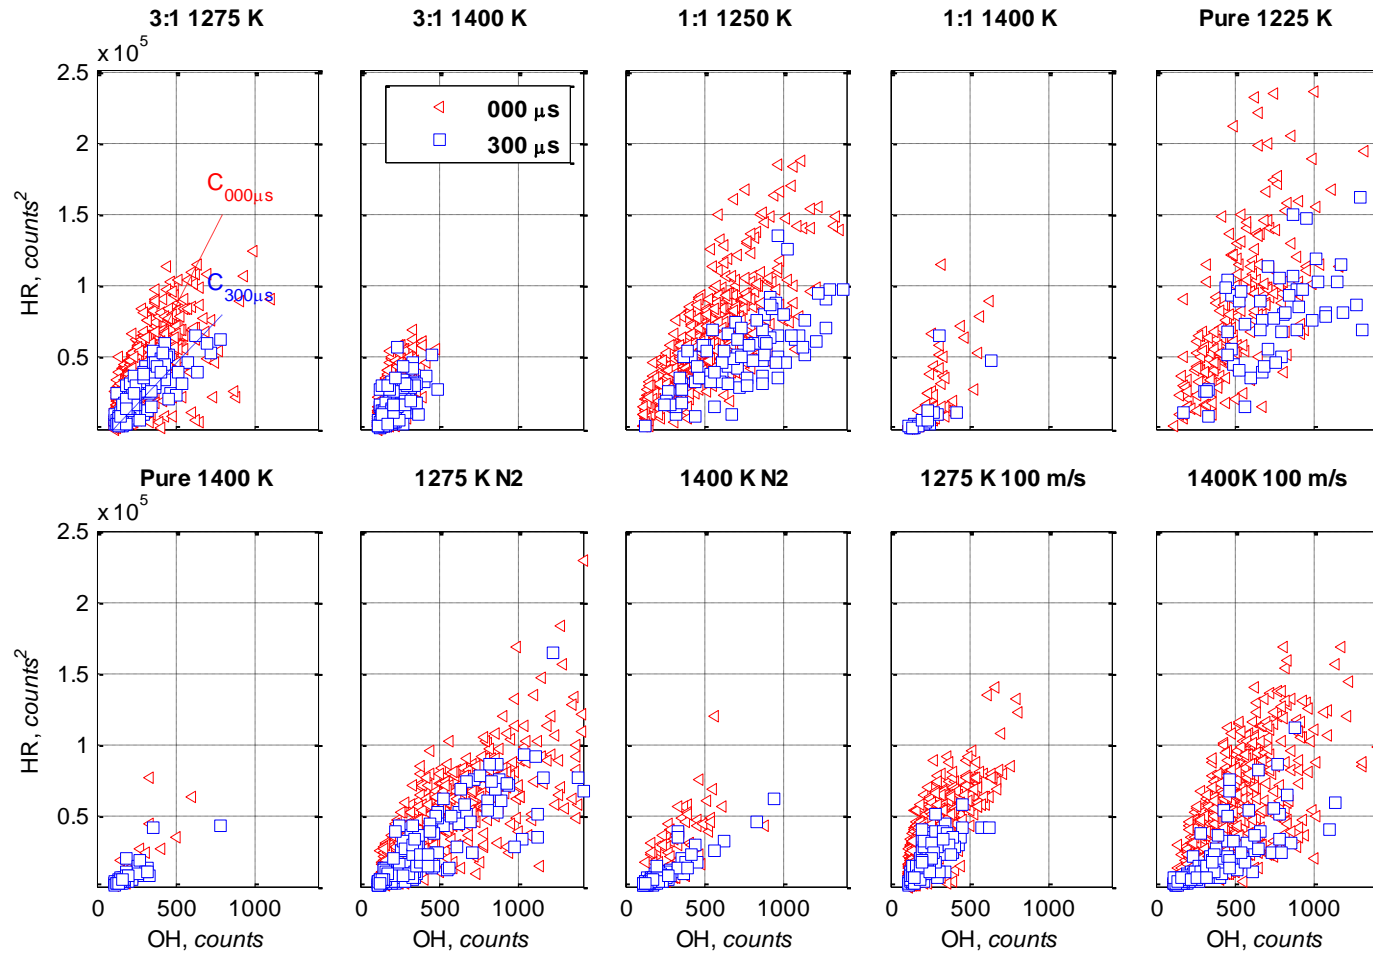 3:1 1275 K 3:1 1400 K 1:1 1250 K 1:1 1400 K Pure 1225 K
x 10^5
2.5
2
1.5
1
0.5
0
HR, counts^2
C_000μs
C_300μs
000 μs
300 μs
Pure 1400 K 1275 K N2 1400 K N2 1275 K 100 m/s 1400K 100 m/s
x 10^5
2.5
2
1.5
1
0.5
0
HR, counts^2
0 500 1000 0 500 1000 0 500 1000 0 500 1000 0 500 1000
OH, counts OH, counts OH, counts OH, counts OH, counts